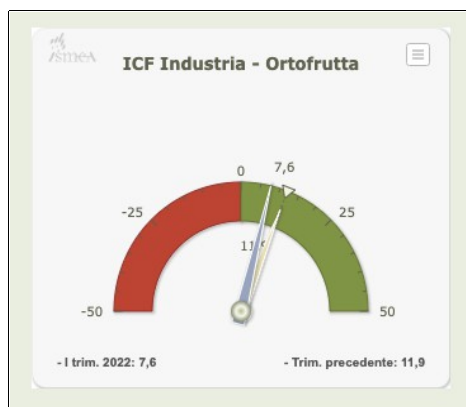 ismea
ICF Industria - Ortofrutta
0
7,6
-25
25
-50
50
- I trim. 2022: 7,6
- Trim. precedente: 11,9